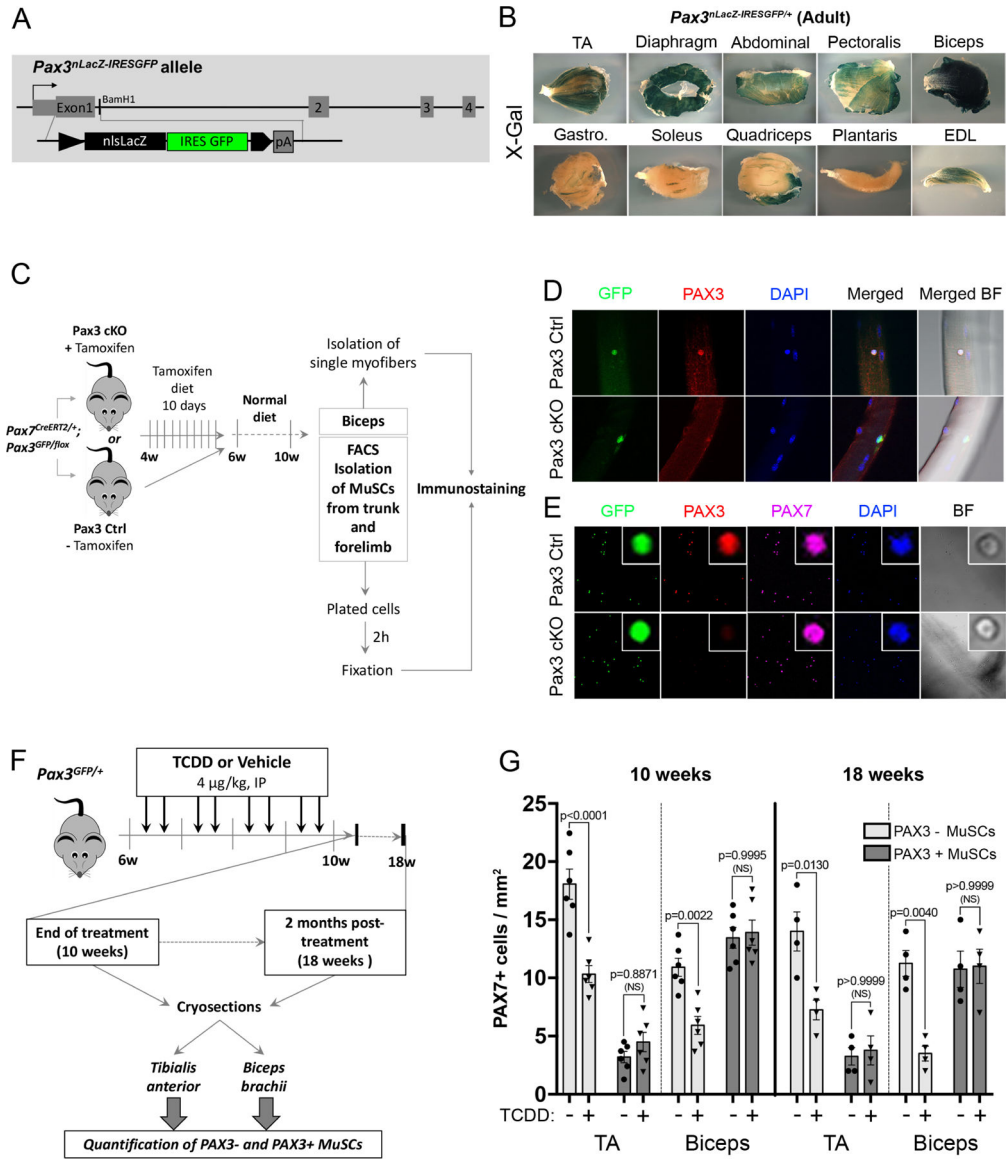 A
Pax3nLacZ-IRESGFP allele
Exon1
BamH1
2
3
4
nlsLacZ
IRES GFP
pA
B
Pax3nLacZ-IRESGFP/+ (Adult)
TA
Diaphragm
Abdominal
Pectoralis
Biceps
X-Gal
Gastro.
Soleus
Quadriceps
Plantaris
EDL
C
Pax3 cKO
+ Tamoxifen
Pax7CreERT2/+;
Pax3GFP/flox
or
Pax3 Ctrl
- Tamoxifen
Tamoxifen
diet
10 days
4w
Normal
diet
6w
10w
Isolation
of single myofibers
Biceps
FACS
Isolation
of MuSCs
from trunk
and
forelimb
Immunostaining
Plated cells
2h
Fixation
D
GFP
PAX3
DAPI
Merged
Merged BF
Pax3 Ctrl
Pax3 cKO
E
GFP
PAX3
PAX7
DAPI
BF
Pax3 Ctrl
Pax3 cKO
F
Pax3GFP/+
TCDD or Vehicle
4 µg/kg, IP
6w
10w
18w
End of treatment
(10 weeks)
2 months post-
treatment
(18 weeks )
Cryosections
Tibialis
anterior
Biceps
brachii
Quantification of PAX3- and PAX3+ MuSCs
G
10 weeks
18 weeks
PAX7+ cells / mm2
25
20
15
10
5
0
PAX3 - MuSCs
PAX3 + MuSCs
p<0.0001
p=0.8871
(NS)
p=0.0022
p=0.9995
(NS)
p=0.0130
p>0.9999
(NS)
p=0.0040
p>0.9999
(NS)
TCDD: - + - + - + - + - + - + - + - +
TA
Biceps
TA
Biceps